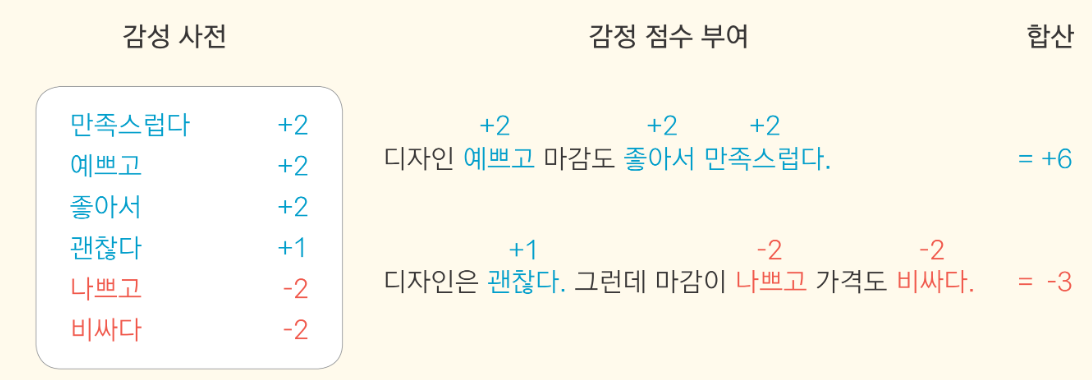 감성 사전
감정 점수 부여
합산
만족스럽다 +2
예쁘고 +2
좋아서 +2
괜찮다 +1
나쁘고 -2
비싸다 -2
+2 +2 +2
디자인 예쁘고 마감도 좋아서 만족스럽다. = +6
+1 -2 -2
디자인은 괜찮다. 그런데 마감이 나쁘고 가격도 비싸다. = -3